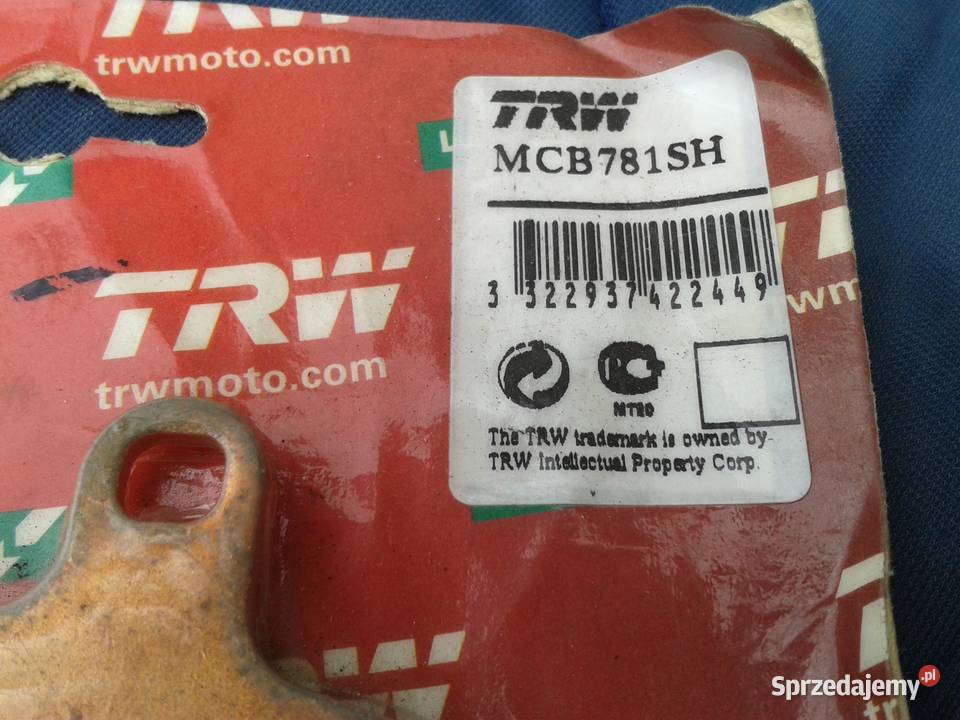 TRW
trwmoto.com
TRW
MCB781SH
3 322937 422449
MT20
The TRW trademark is owned by
TRW Intellectual Property Corp.
TRW
trwmoto.com
TRW
Sprzedajemy.pl